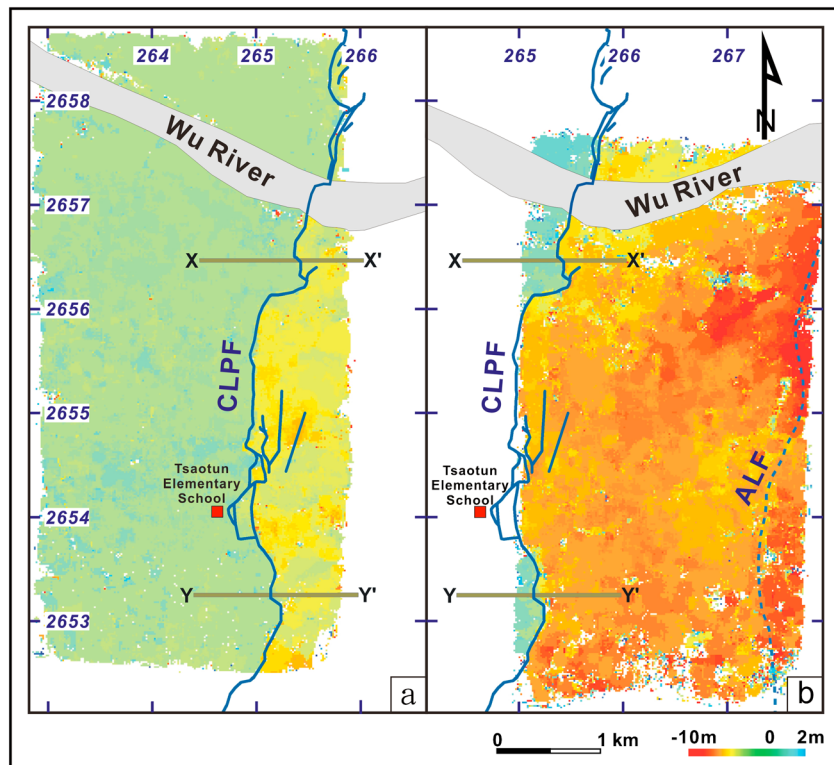 264 265 266
2658
2657
2656
2655
2654
2653
Wu River
X X'
CLPF
Tsaotun
Elementary
School
Y Y'
a
265 266 267
N
Wu River
X X'
CLPF
Tsaotun
Elementary
School
ALF
Y Y'
b
0 1 km
-10m 0 2m